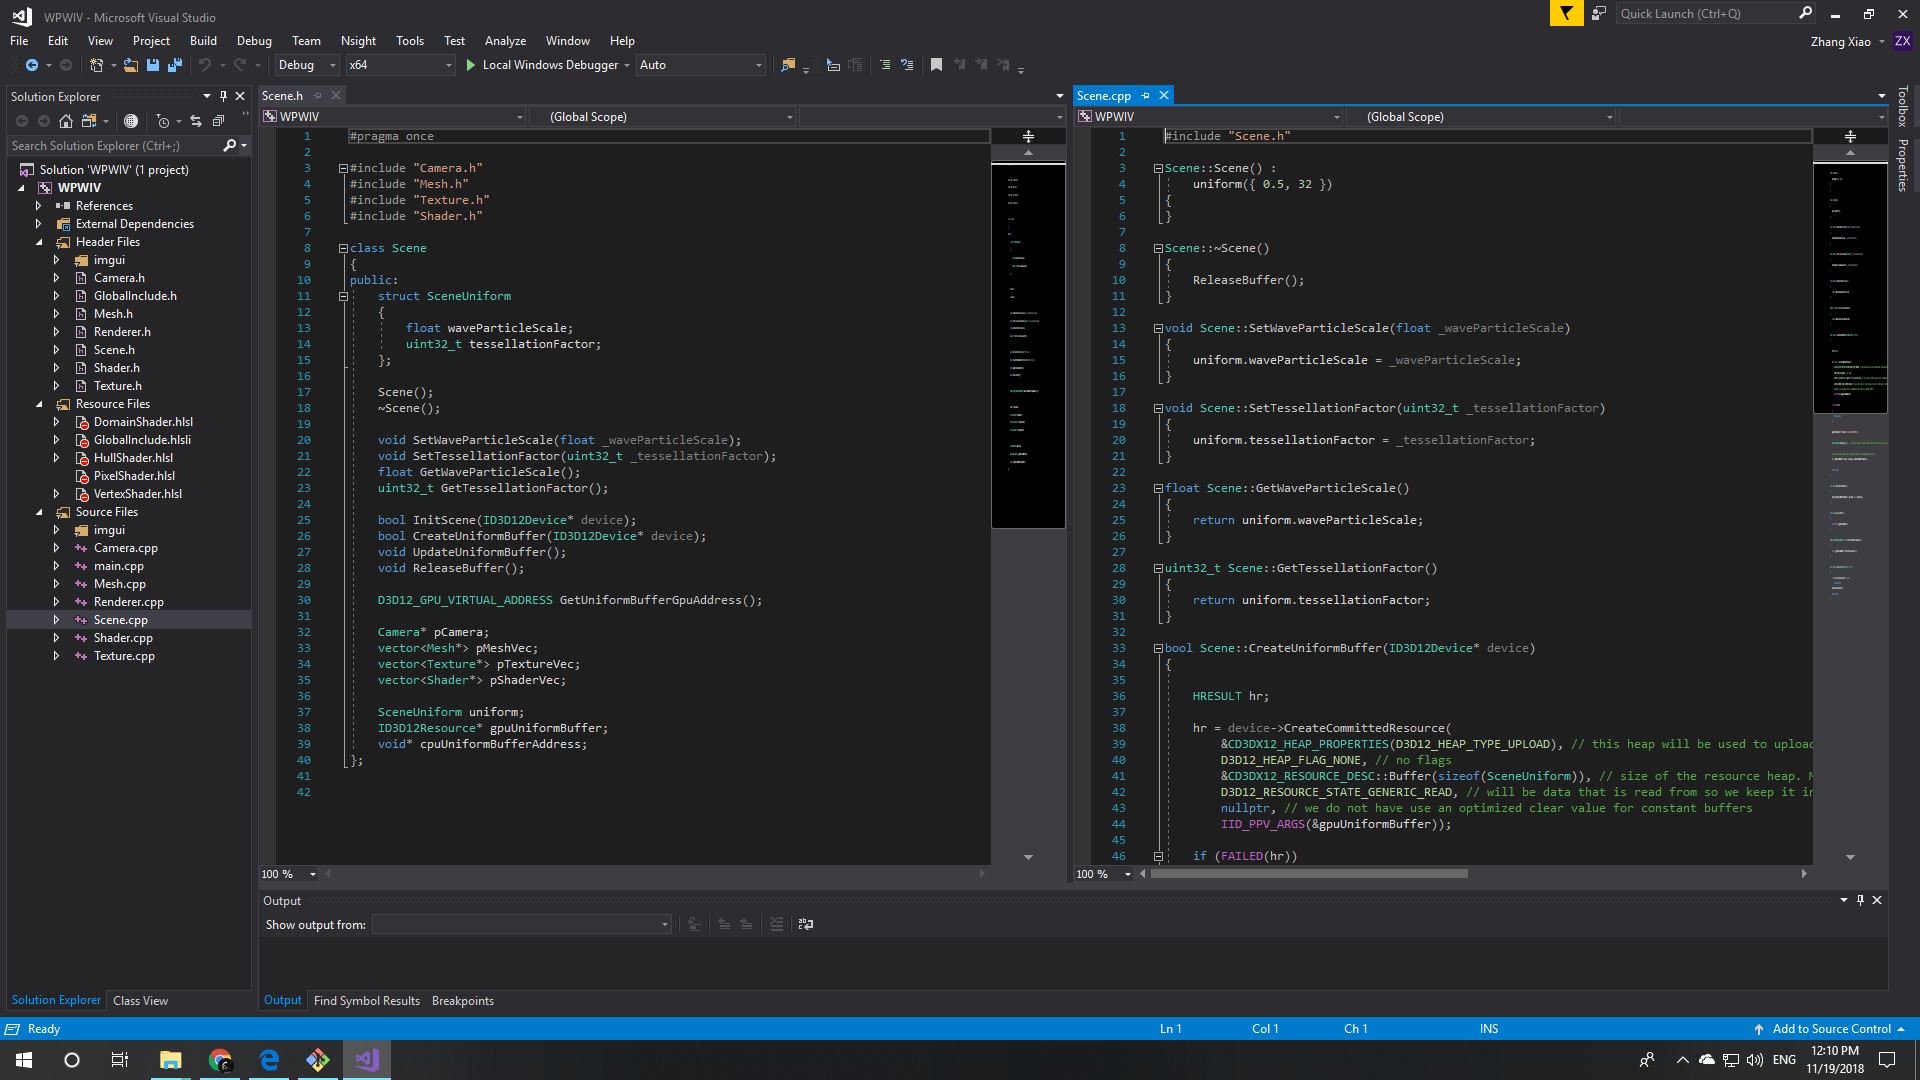 WPWIV - Microsoft Visual Studio
Quick Launch (Ctrl+Q)
File Edit View Project Build Debug Team Nsight Tools Test Analyze Window Help
Zhang Xiao ZX
Debug x64 Local Windows Debugger Auto
Solution Explorer
Search Solution Explorer (Ctrl+;)
Solution 'WPWIV' (1 project)
WPWIV
References
External Dependencies
Header Files
imgui
Camera.h
GlobalInclude.h
Mesh.h
Renderer.h
Scene.h
Shader.h
Texture.h
Resource Files
DomainShader.hlsl
GlobalInclude.hlsli
HullShader.hlsl
PixelShader.hlsl
VertexShader.hlsl
Source Files
imgui
Camera.cpp
main.cpp
Mesh.cpp
Renderer.cpp
Scene.cpp
Shader.cpp
Texture.cpp
Solution Explorer Class View
Scene.h
WPWIV (Global Scope)
1 #pragma once
2
3 #include "Camera.h"
4 #include "Mesh.h"
5 #include "Texture.h"
6 #include "Shader.h"
7
8 class Scene
9 {
10 public:
11 struct SceneUniform
12 {
13 float waveParticleScale;
14 uint32_t tessellationFactor;
15 };
16
17 Scene();
18 ~Scene();
19
20 void SetWaveParticleScale(float _waveParticleScale);
21 void SetTessellationFactor(uint32_t _tessellationFactor);
22 float GetWaveParticleScale();
23 uint32_t GetTessellationFactor();
24
25 bool InitScene(ID3D12Device* device);
26 bool CreateUniformBuffer(ID3D12Device* device);
27 void UpdateUniformBuffer();
28 void ReleaseBuffer();
29
30 D3D12_GPU_VIRTUAL_ADDRESS GetUniformBufferGpuAddress();
31
32 Camera* pCamera;
33 vector<Mesh*> pMeshVec;
34 vector<Texture*> pTextureVec;
35 vector<Shader*> pShaderVec;
36
37 SceneUniform uniform;
38 ID3D12Resource* gpuUniformBuffer;
39 void* cpuUniformBufferAddress;
40 };
41
42
100 %
Scene.cpp
WPWIV (Global Scope)
1 #include "Scene.h"
2
3 Scene::Scene() :
4 uniform({ 0.5, 32 })
5 {
6 }
7
8 Scene::~Scene()
9 {
10 ReleaseBuffer();
11 }
12
13 void Scene::SetWaveParticleScale(float _waveParticleScale)
14 {
15 uniform.waveParticleScale = _waveParticleScale;
16 }
17
18 void Scene::SetTessellationFactor(uint32_t _tessellationFactor)
19 {
20 uniform.tessellationFactor = _tessellationFactor;
21 }
22
23 float Scene::GetWaveParticleScale()
24 {
25 return uniform.waveParticleScale;
26 }
27
28 uint32_t Scene::GetTessellationFactor()
29 {
30 return uniform.tessellationFactor;
31 }
32
33 bool Scene::CreateUniformBuffer(ID3D12Device* device)
34 {
35
36 HRESULT hr;
37
38 hr = device->CreateCommittedResource(
39 &CD3DX12_HEAP_PROPERTIES(D3D12_HEAP_TYPE_UPLOAD), // this heap will be used to upload
40 D3D12_HEAP_FLAG_NONE, // no flags
41 &CD3DX12_RESOURCE_DESC::Buffer(sizeof(SceneUniform)), // size of the resource heap.
42 D3D12_RESOURCE_STATE_GENERIC_READ, // will be data that is read from so we keep it in
43 nullptr, // we do not have use an optimized clear value for constant buffers
44 IID_PPV_ARGS(&gpuUniformBuffer));
45
46 if (FAILED(hr))
100 %
Toolbox
Properties
Output
Show output from:
Output Find Symbol Results Breakpoints
Ready Ln 1 Col 1 Ch 1 INS Add to Source Control
ENG
12:10 PM
11/19/2018